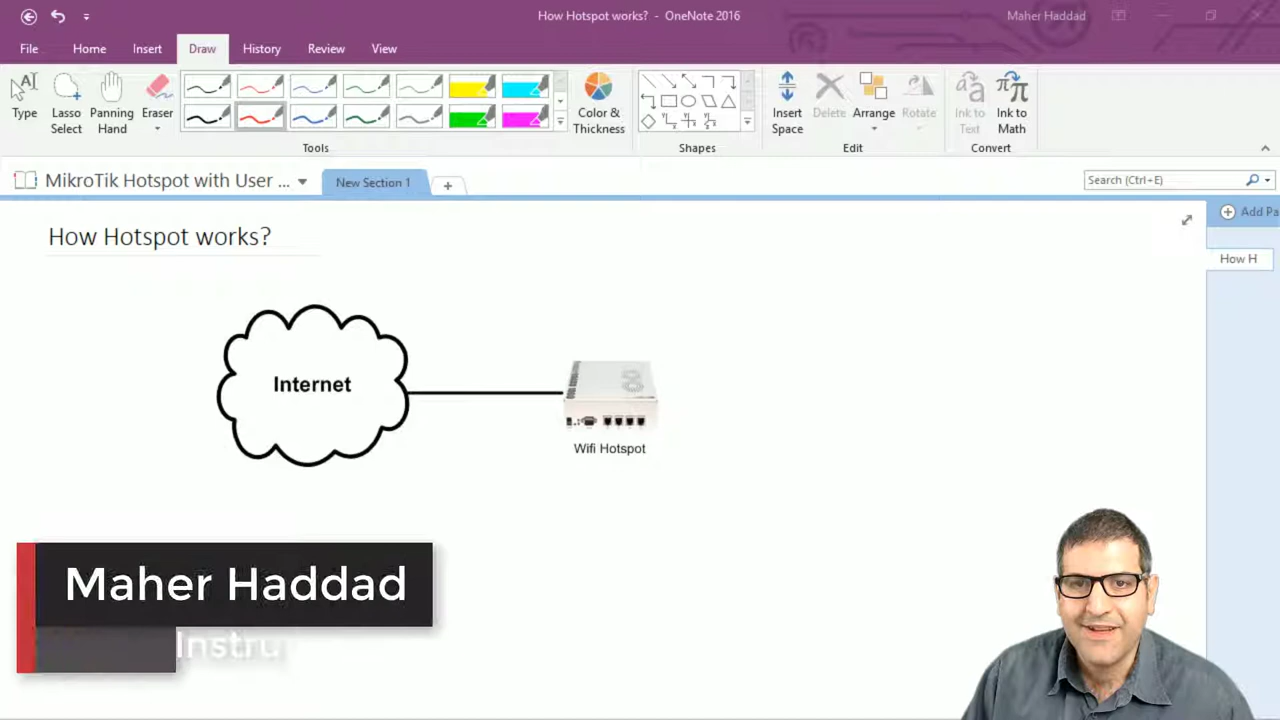 How Hotspot works? - OneNote 2016
Maher Haddad
File
Home
Insert
Draw
History
Review
View
Type
Lasso
Select
Panning
Hand
Eraser
Color &
Thickness
Insert
Space
Delete
Arrange
Rotate
Ink to
Text
Ink to
Math
Tools
Shapes
Edit
Convert
MikroTik Hotspot with User ...
New Section 1
Search (Ctrl+E)
Add Pa
How Hotspot works?
How H
Internet
Wifi Hotspot
Maher Haddad
Instru